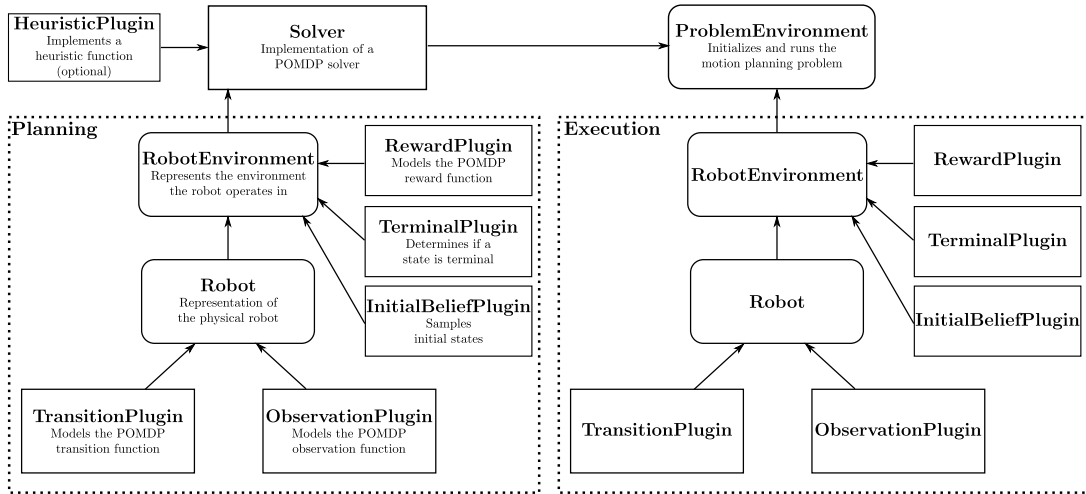 HeuristicPlugin
Implements a
heuristic function
(optional)
Solver
Implementation of a
POMDP solver
ProblemEnvironment
Initializes and runs the
motion planning problem
Planning
RobotEnvironment
Represents the environment
the robot operates in
RewardPlugin
Models the POMDP
reward function
TerminalPlugin
Determines if a
state is terminal
Robot
Representation of
the physical robot
InitialBeliefPlugin
Samples
initial states
TransitionPlugin
Models the POMDP
transition function
ObservationPlugin
Models the POMDP
observation function
Execution
RobotEnvironment
RewardPlugin
TerminalPlugin
Robot
InitialBeliefPlugin
TransitionPlugin
ObservationPlugin